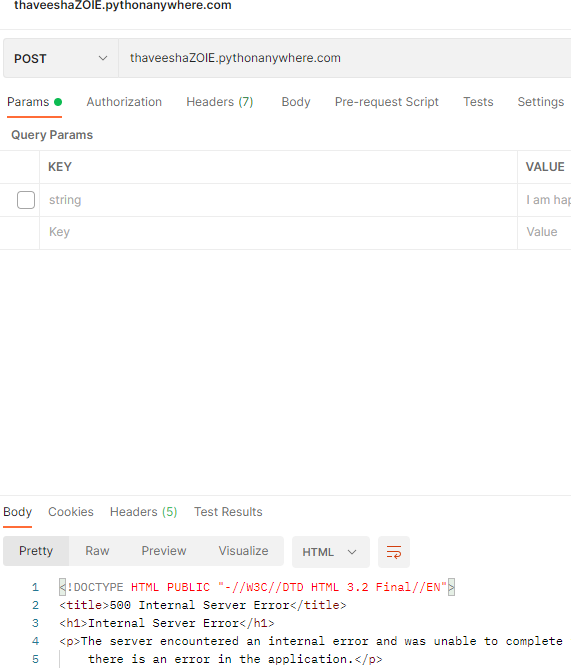 thaveeshaZOIE.pythonanywhere.com
POST thaveeshaZOIE.pythonanywhere.com
Params Authorization Headers (7) Body Pre-request Script Tests Settings
Query Params
KEY VALUE
string I am hap
Key Value
Body Cookies Headers (5) Test Results
Pretty Raw Preview Visualize HTML
1 <!DOCTYPE HTML PUBLIC "-//W3C//DTD HTML 3.2 Final//EN">
2 <title>500 Internal Server Error</title>
3 <h1>Internal Server Error</h1>
4 <p>The server encountered an internal error and was unable to complete
5 there is an error in the application.</p>